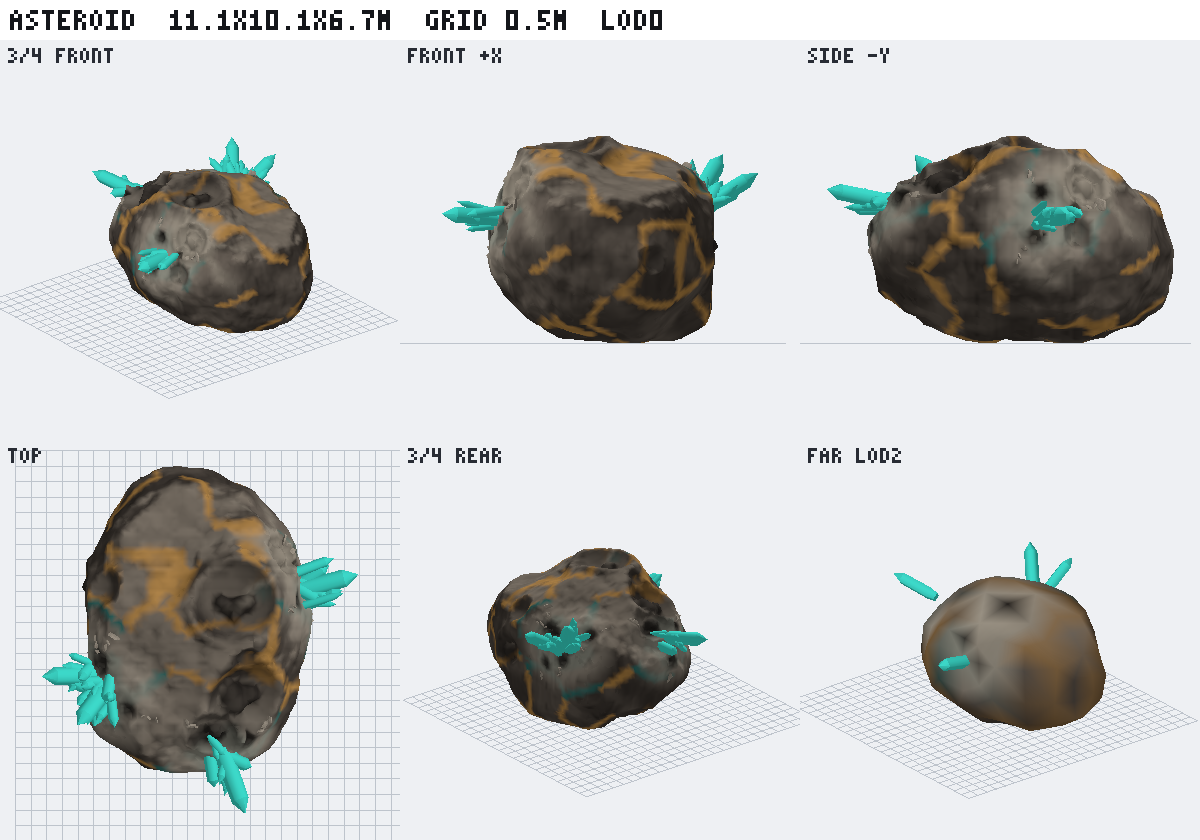 ASTEROID 11.1X10.1X6.7M GRID 0.5M LOD0
3/4 FRONT
FRONT +X
SIDE -Y
TOP
3/4 REAR
FAR LOD2